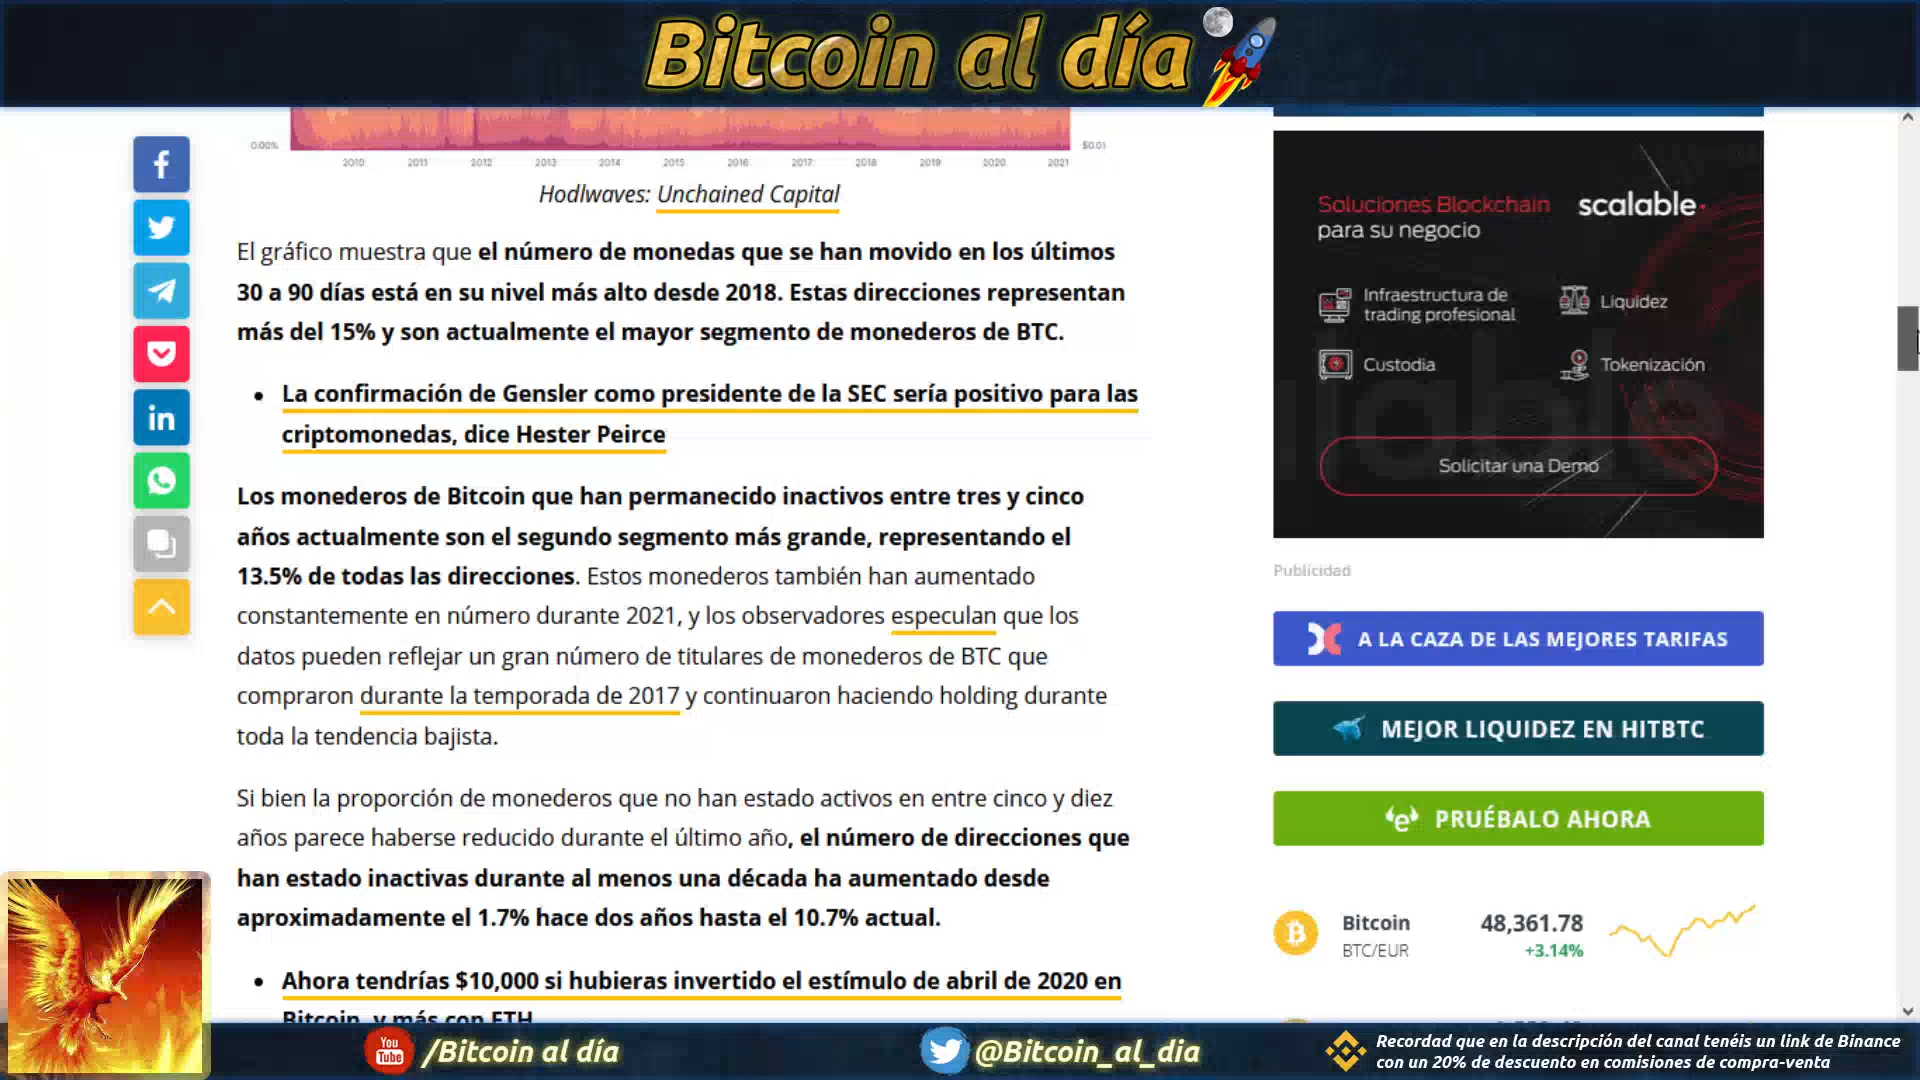 Bitcoin al día
0.00%
$0.01
2010 2011 2012 2013 2014 2015 2016 2017 2018 2019 2020 2021
Hodlwaves: Unchained Capital
El gráfico muestra que el número de monedas que se han movido en los últimos
30 a 90 días está en su nivel más alto desde 2018. Estas direcciones representan
más del 15% y son actualmente el mayor segmento de monederos de BTC.
• La confirmación de Gensler como presidente de la SEC sería positivo para las
criptomonedas, dice Hester Peirce
Los monederos de Bitcoin que han permanecido inactivos entre tres y cinco
años actualmente son el segundo segmento más grande, representando el
13.5% de todas las direcciones. Estos monederos también han aumentado
constantemente en número durante 2021, y los observadores especulan que los
datos pueden reflejar un gran número de titulares de monederos de BTC que
compraron durante la temporada de 2017 y continuaron haciendo holding durante
toda la tendencia bajista.
Si bien la proporción de monederos que no han estado activos en entre cinco y diez
años parece haberse reducido durante el último año, el número de direcciones que
han estado inactivas durante al menos una década ha aumentado desde
aproximadamente el 1.7% hace dos años hasta el 10.7% actual.
• Ahora tendrías $10,000 si hubieras invertido el estímulo de abril de 2020 en
Bitcoin, y más con ETH
Soluciones Blockchain
para su negocio
scalable
Infraestructura de
trading profesional
Liquidez
Custodia
Tokenización
Solicitar una Demo
Publicidad
A LA CAZA DE LAS MEJORES TARIFAS
MEJOR LIQUIDEZ EN HITBTC
PRUÉBALO AHORA
Bitcoin 48,361.78
BTC/EUR +3.14%
You Tube /Bitcoin al día
@Bitcoin_al_dia
Recordad que en la descripción del canal tenéis un link de Binance
con un 20% de descuento en comisiones de compra-venta